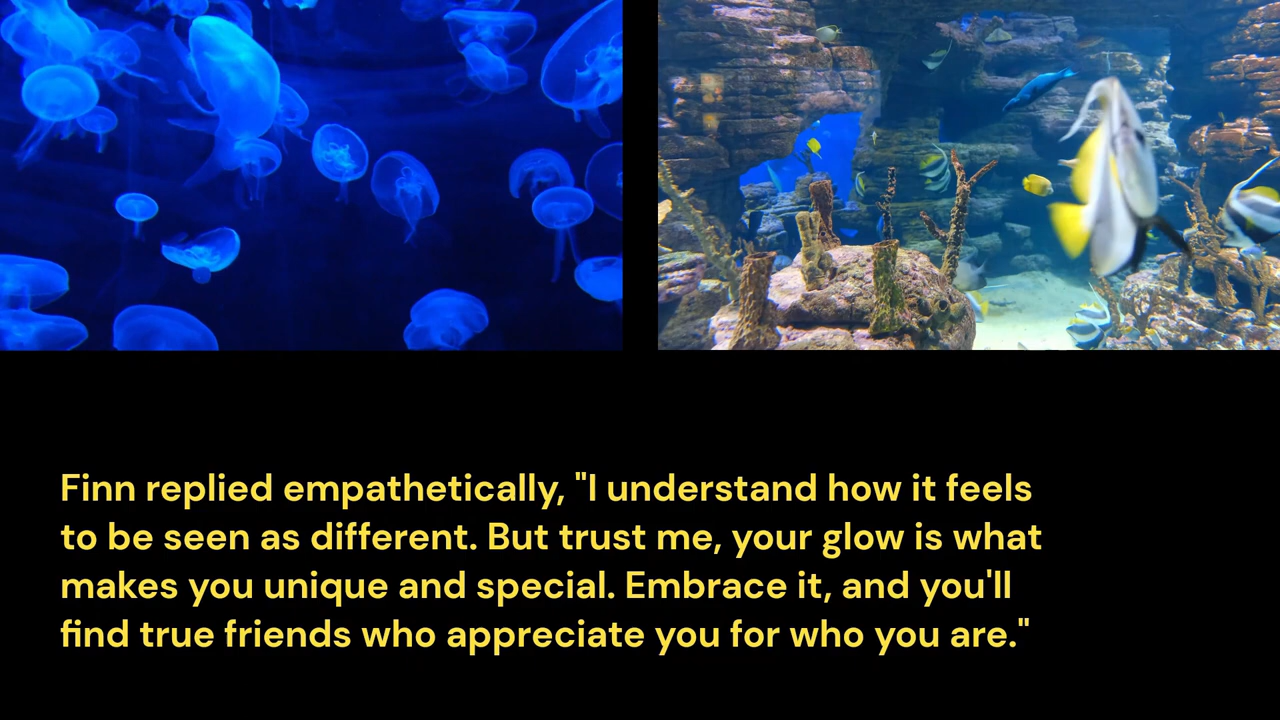 Finn replied empathetically, "I understand how it feels
to be seen as different. But trust me, your glow is what
makes you unique and special. Embrace it, and you'll
find true friends who appreciate you for who you are."